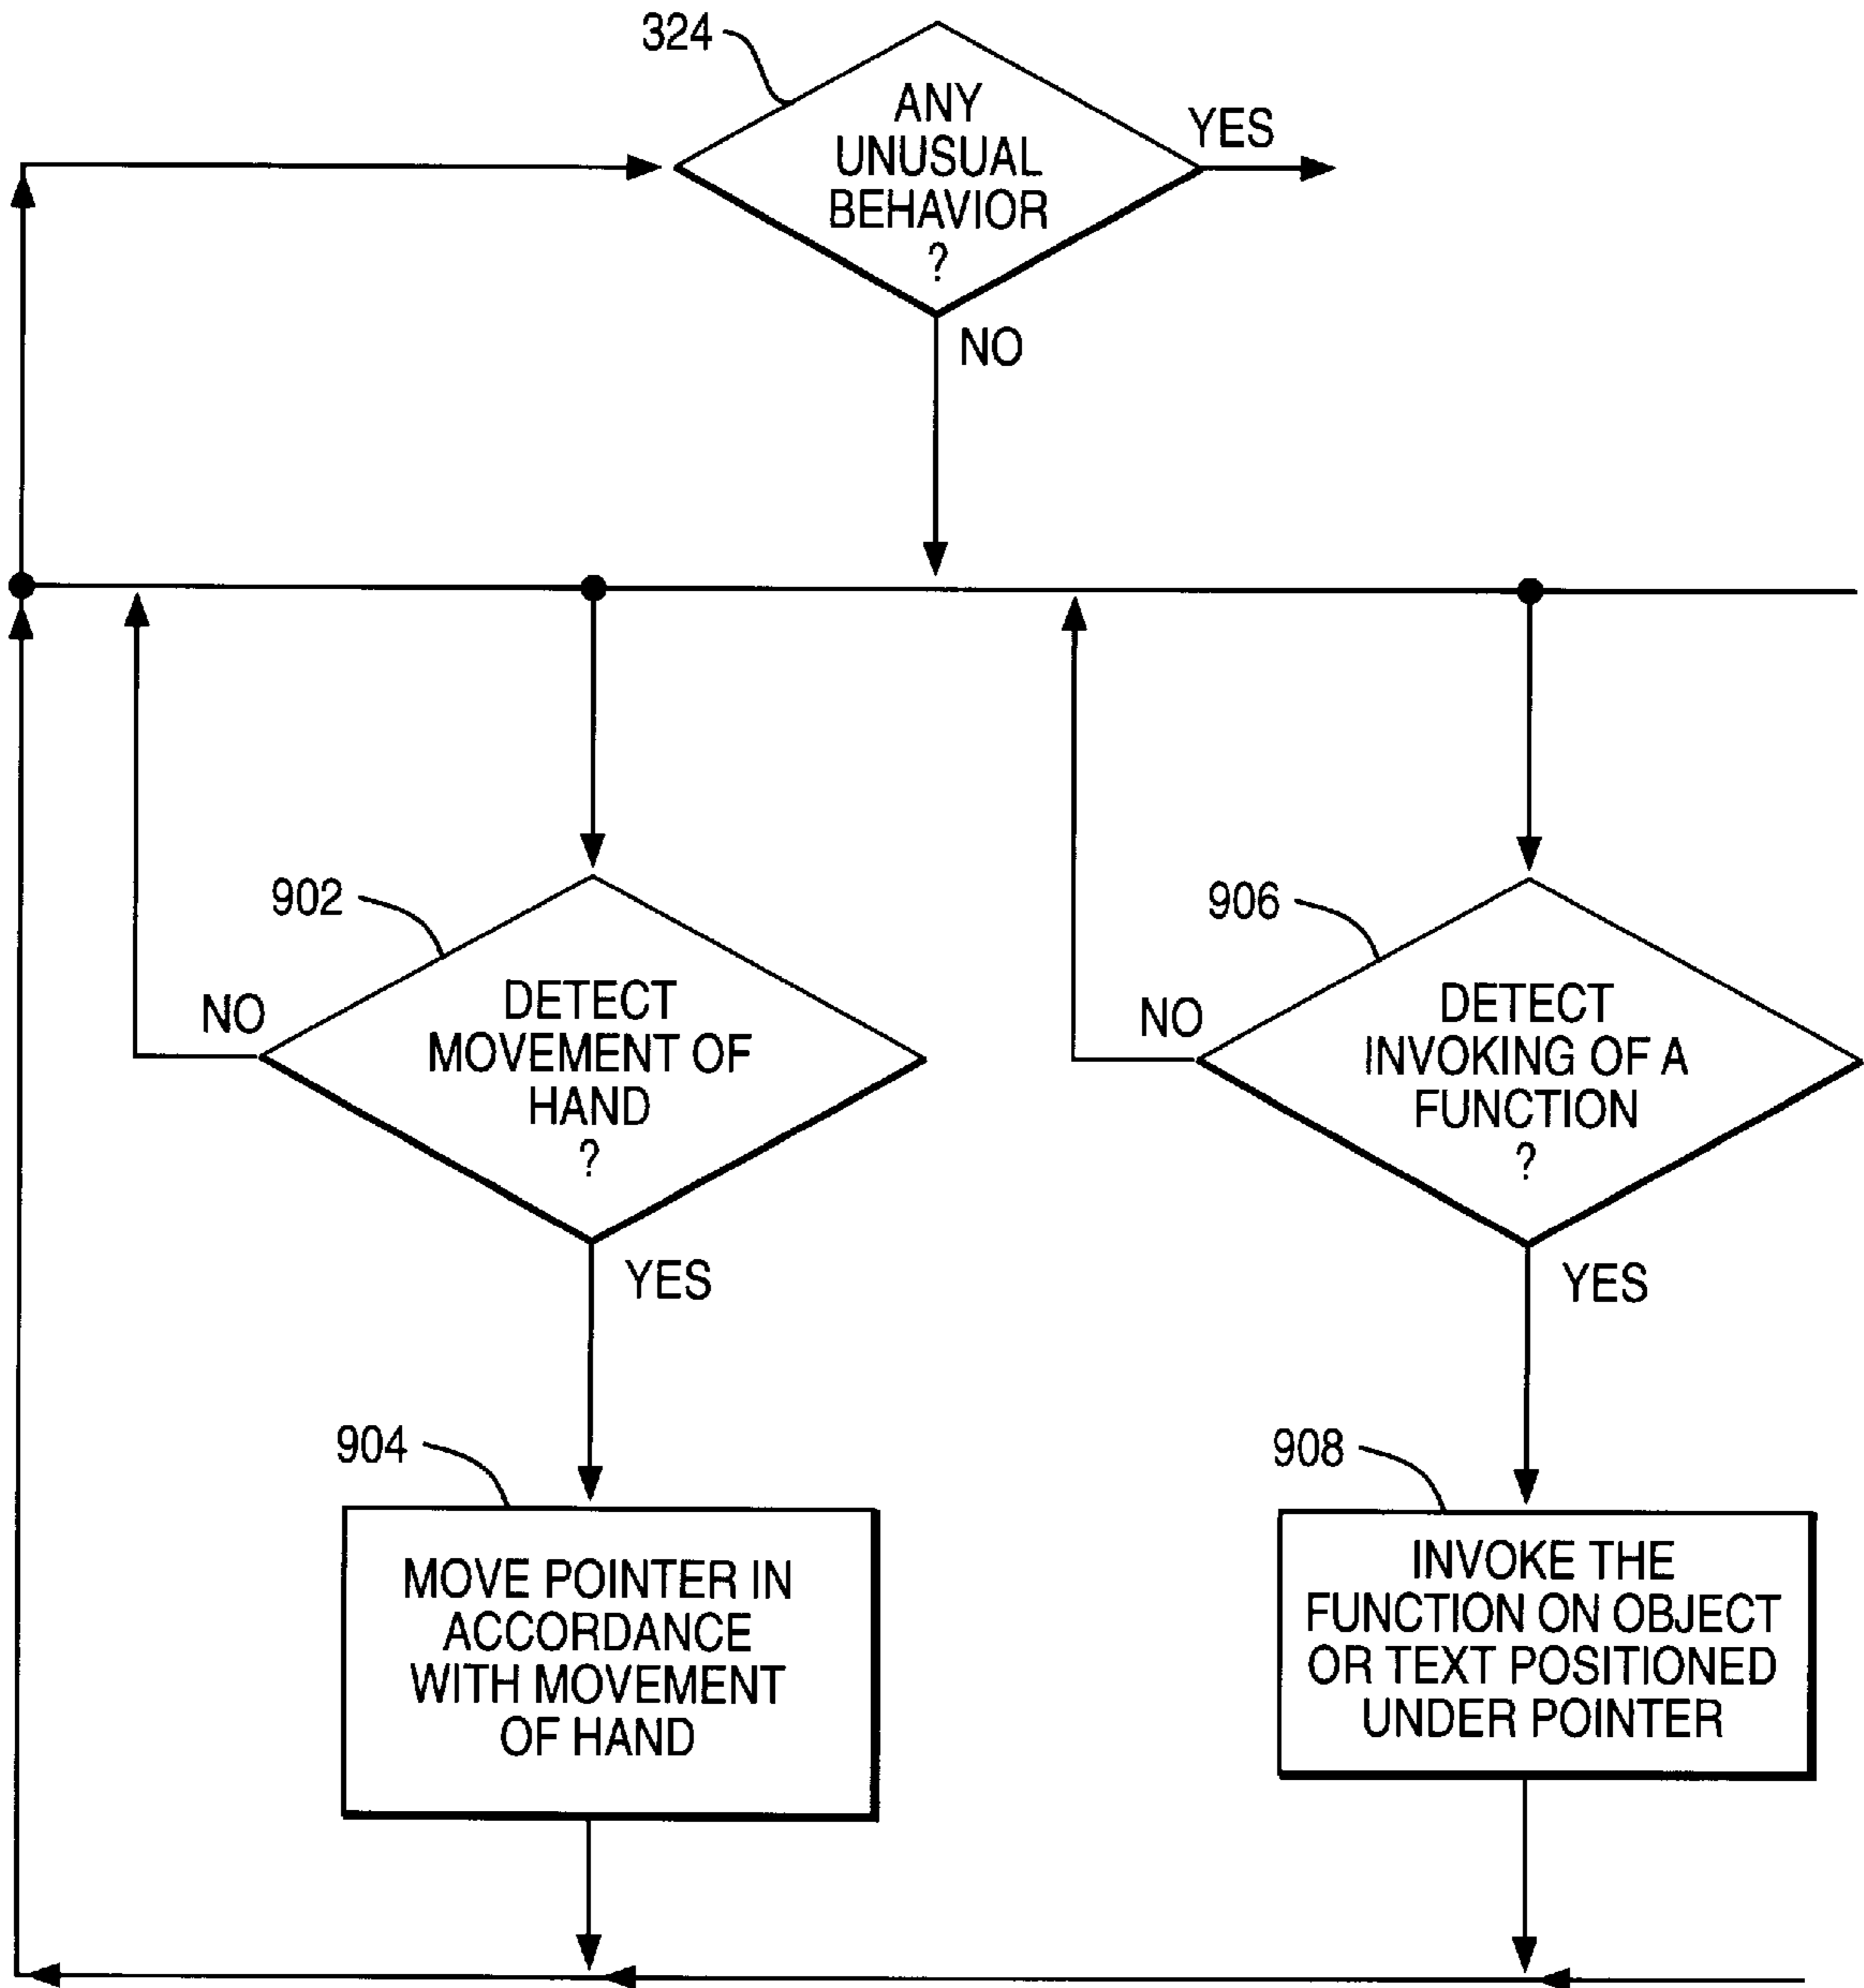 324
ANY
UNUSUAL
BEHAVIOR
?
YES
NO
902
DETECT
MOVEMENT OF
HAND
?
NO
YES
906
DETECT
INVOKING OF A
FUNCTION
?
NO
YES
904
MOVE POINTER IN
ACCORDANCE
WITH MOVEMENT
OF HAND
908
INVOKE THE
FUNCTION ON OBJECT
OR TEXT POSITIONED
UNDER POINTER